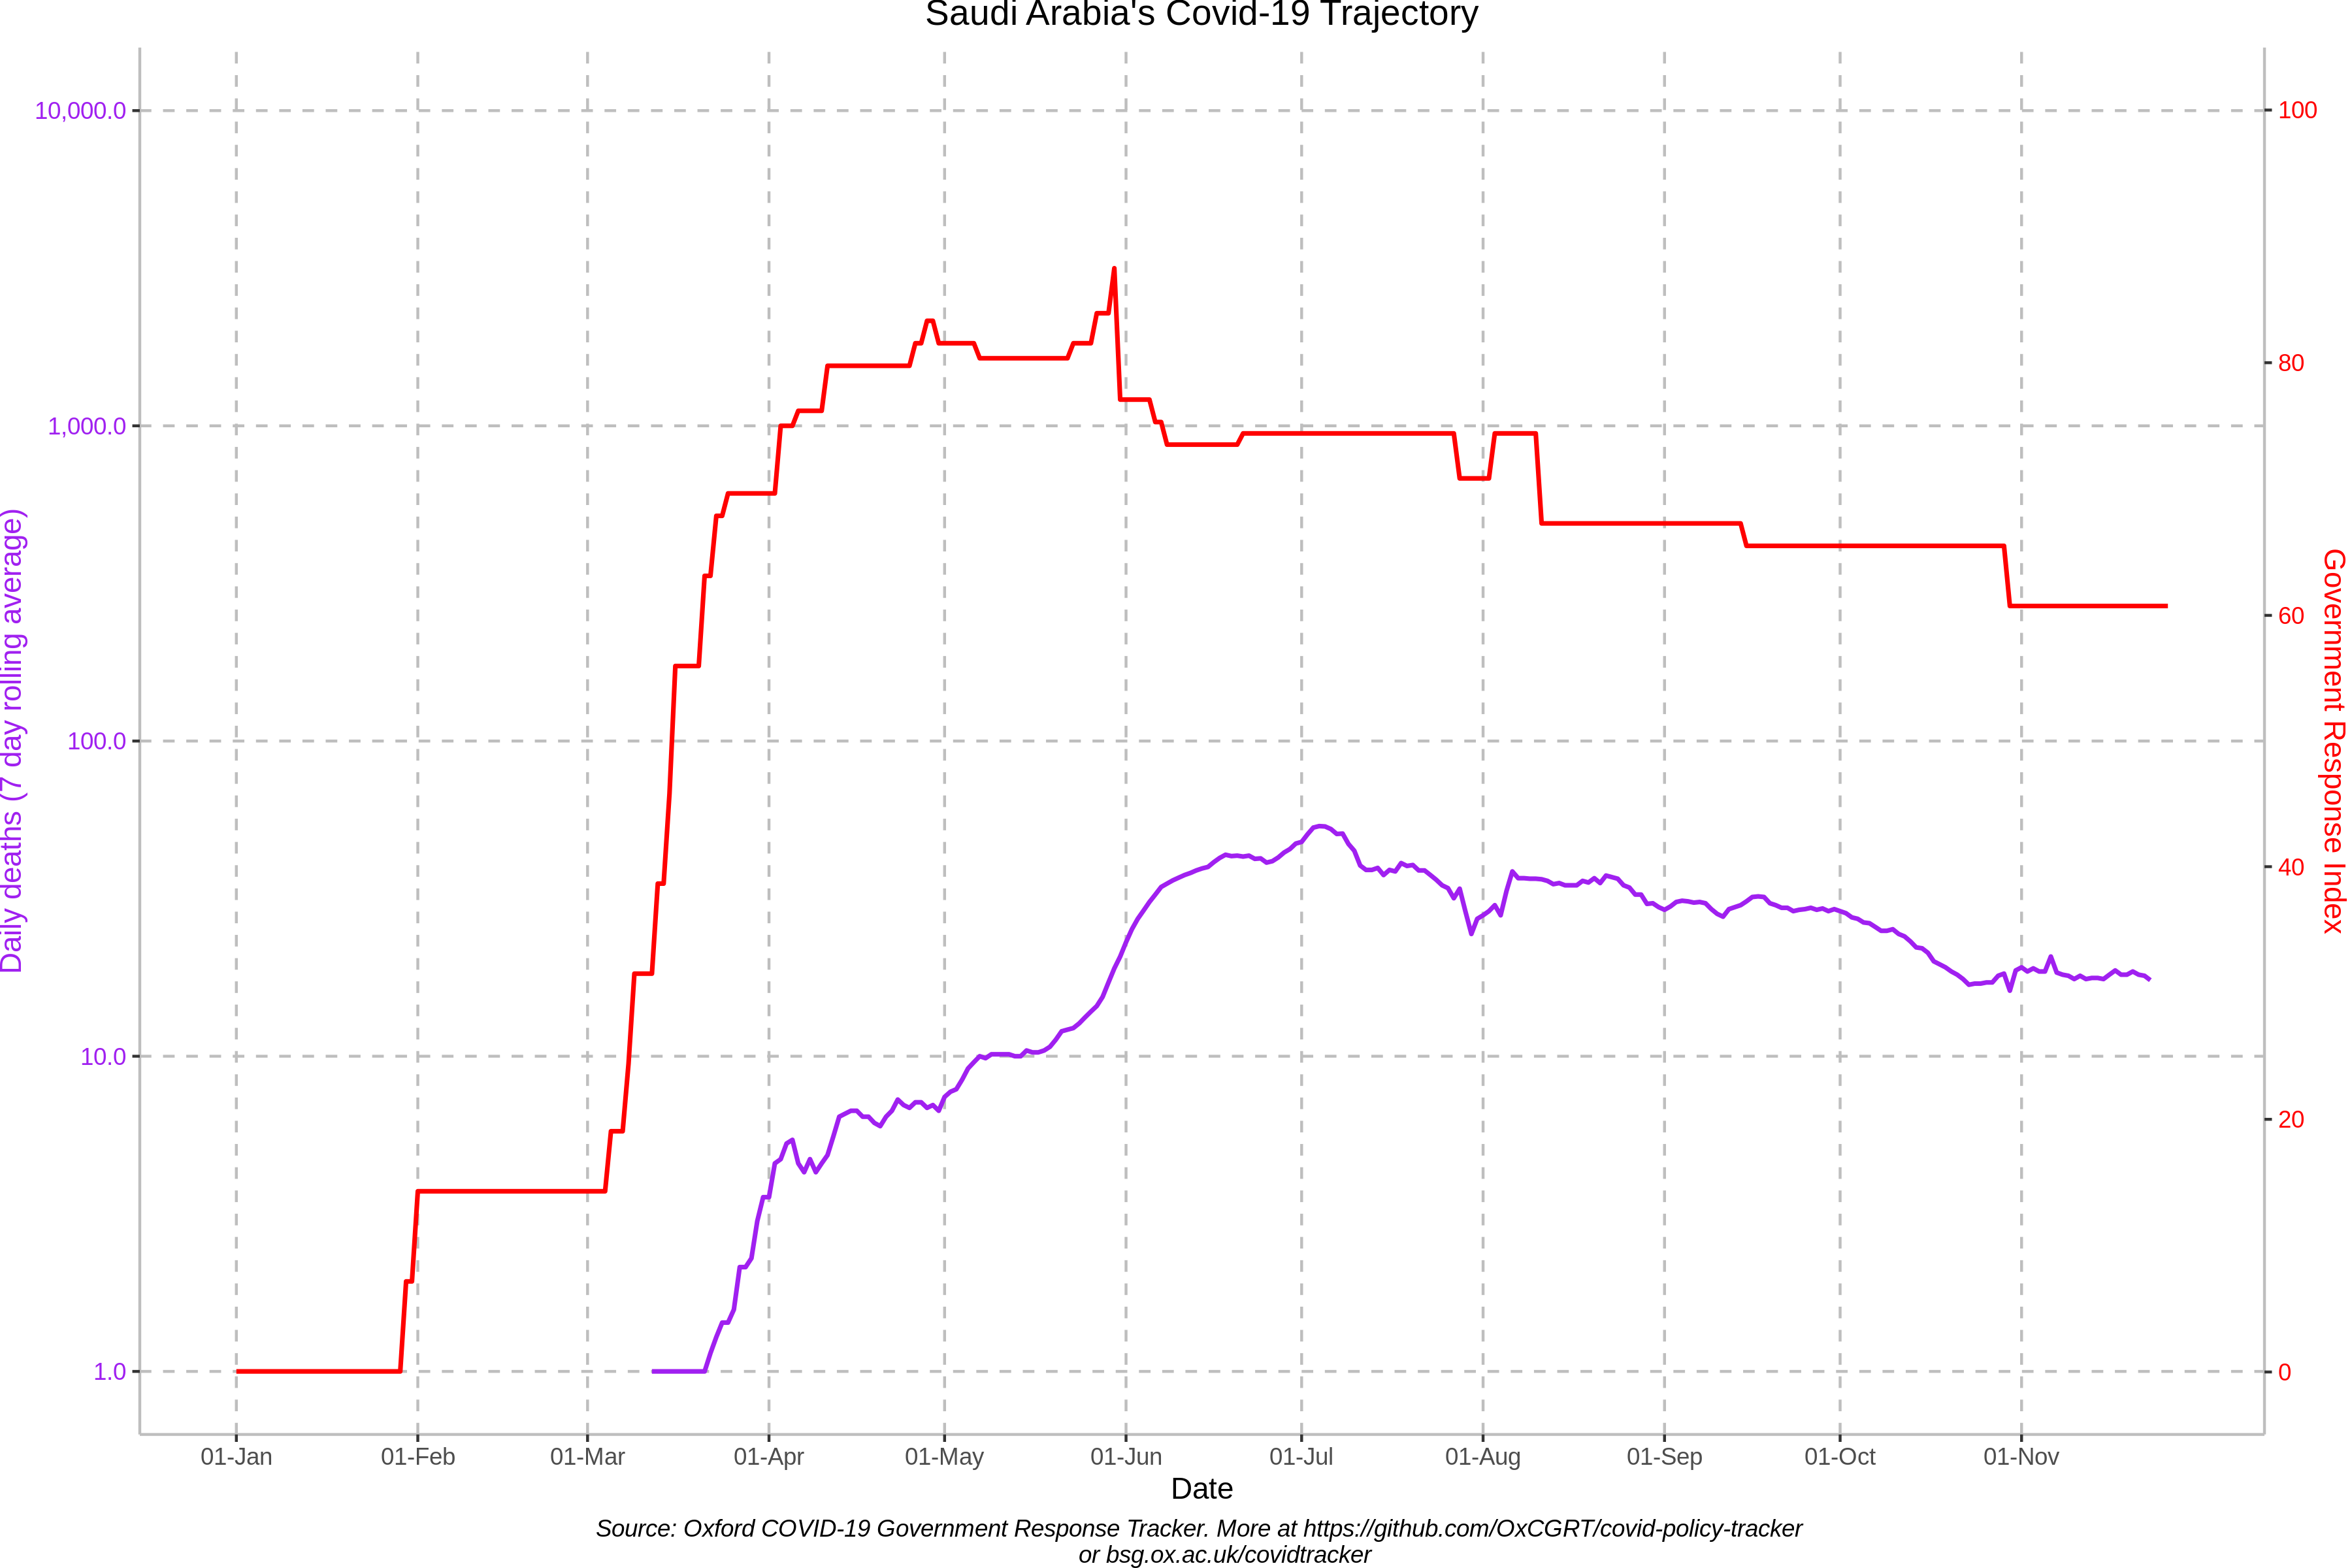 Saudi Arabia's Covid-19 Trajectory
10,000.0
1,000.0
100.0
10.0
1.0
Daily deaths (7 day rolling average)
100
80
60
40
20
0
Government Response Index
01-Jan 01-Feb 01-Mar 01-Apr 01-May 01-Jun 01-Jul 01-Aug 01-Sep 01-Oct 01-Nov
Date
Source: Oxford COVID-19 Government Response Tracker. More at https://github.com/OxCGRT/covid-policy-tracker
or bsg.ox.ac.uk/covidtracker